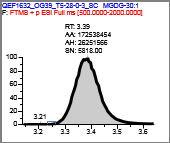 QEF1632_OG39_T5-28-0-3_SC MGDG-30:1
F: FTMS + p ESI Full ms [500.0000-2000.0000]
RT: 3.39
AA: 172538454
AH: 26251966
SN: 5818.00
100
80
60
40
20
0
3.21
3.2 3.3 3.4 3.5 3.6